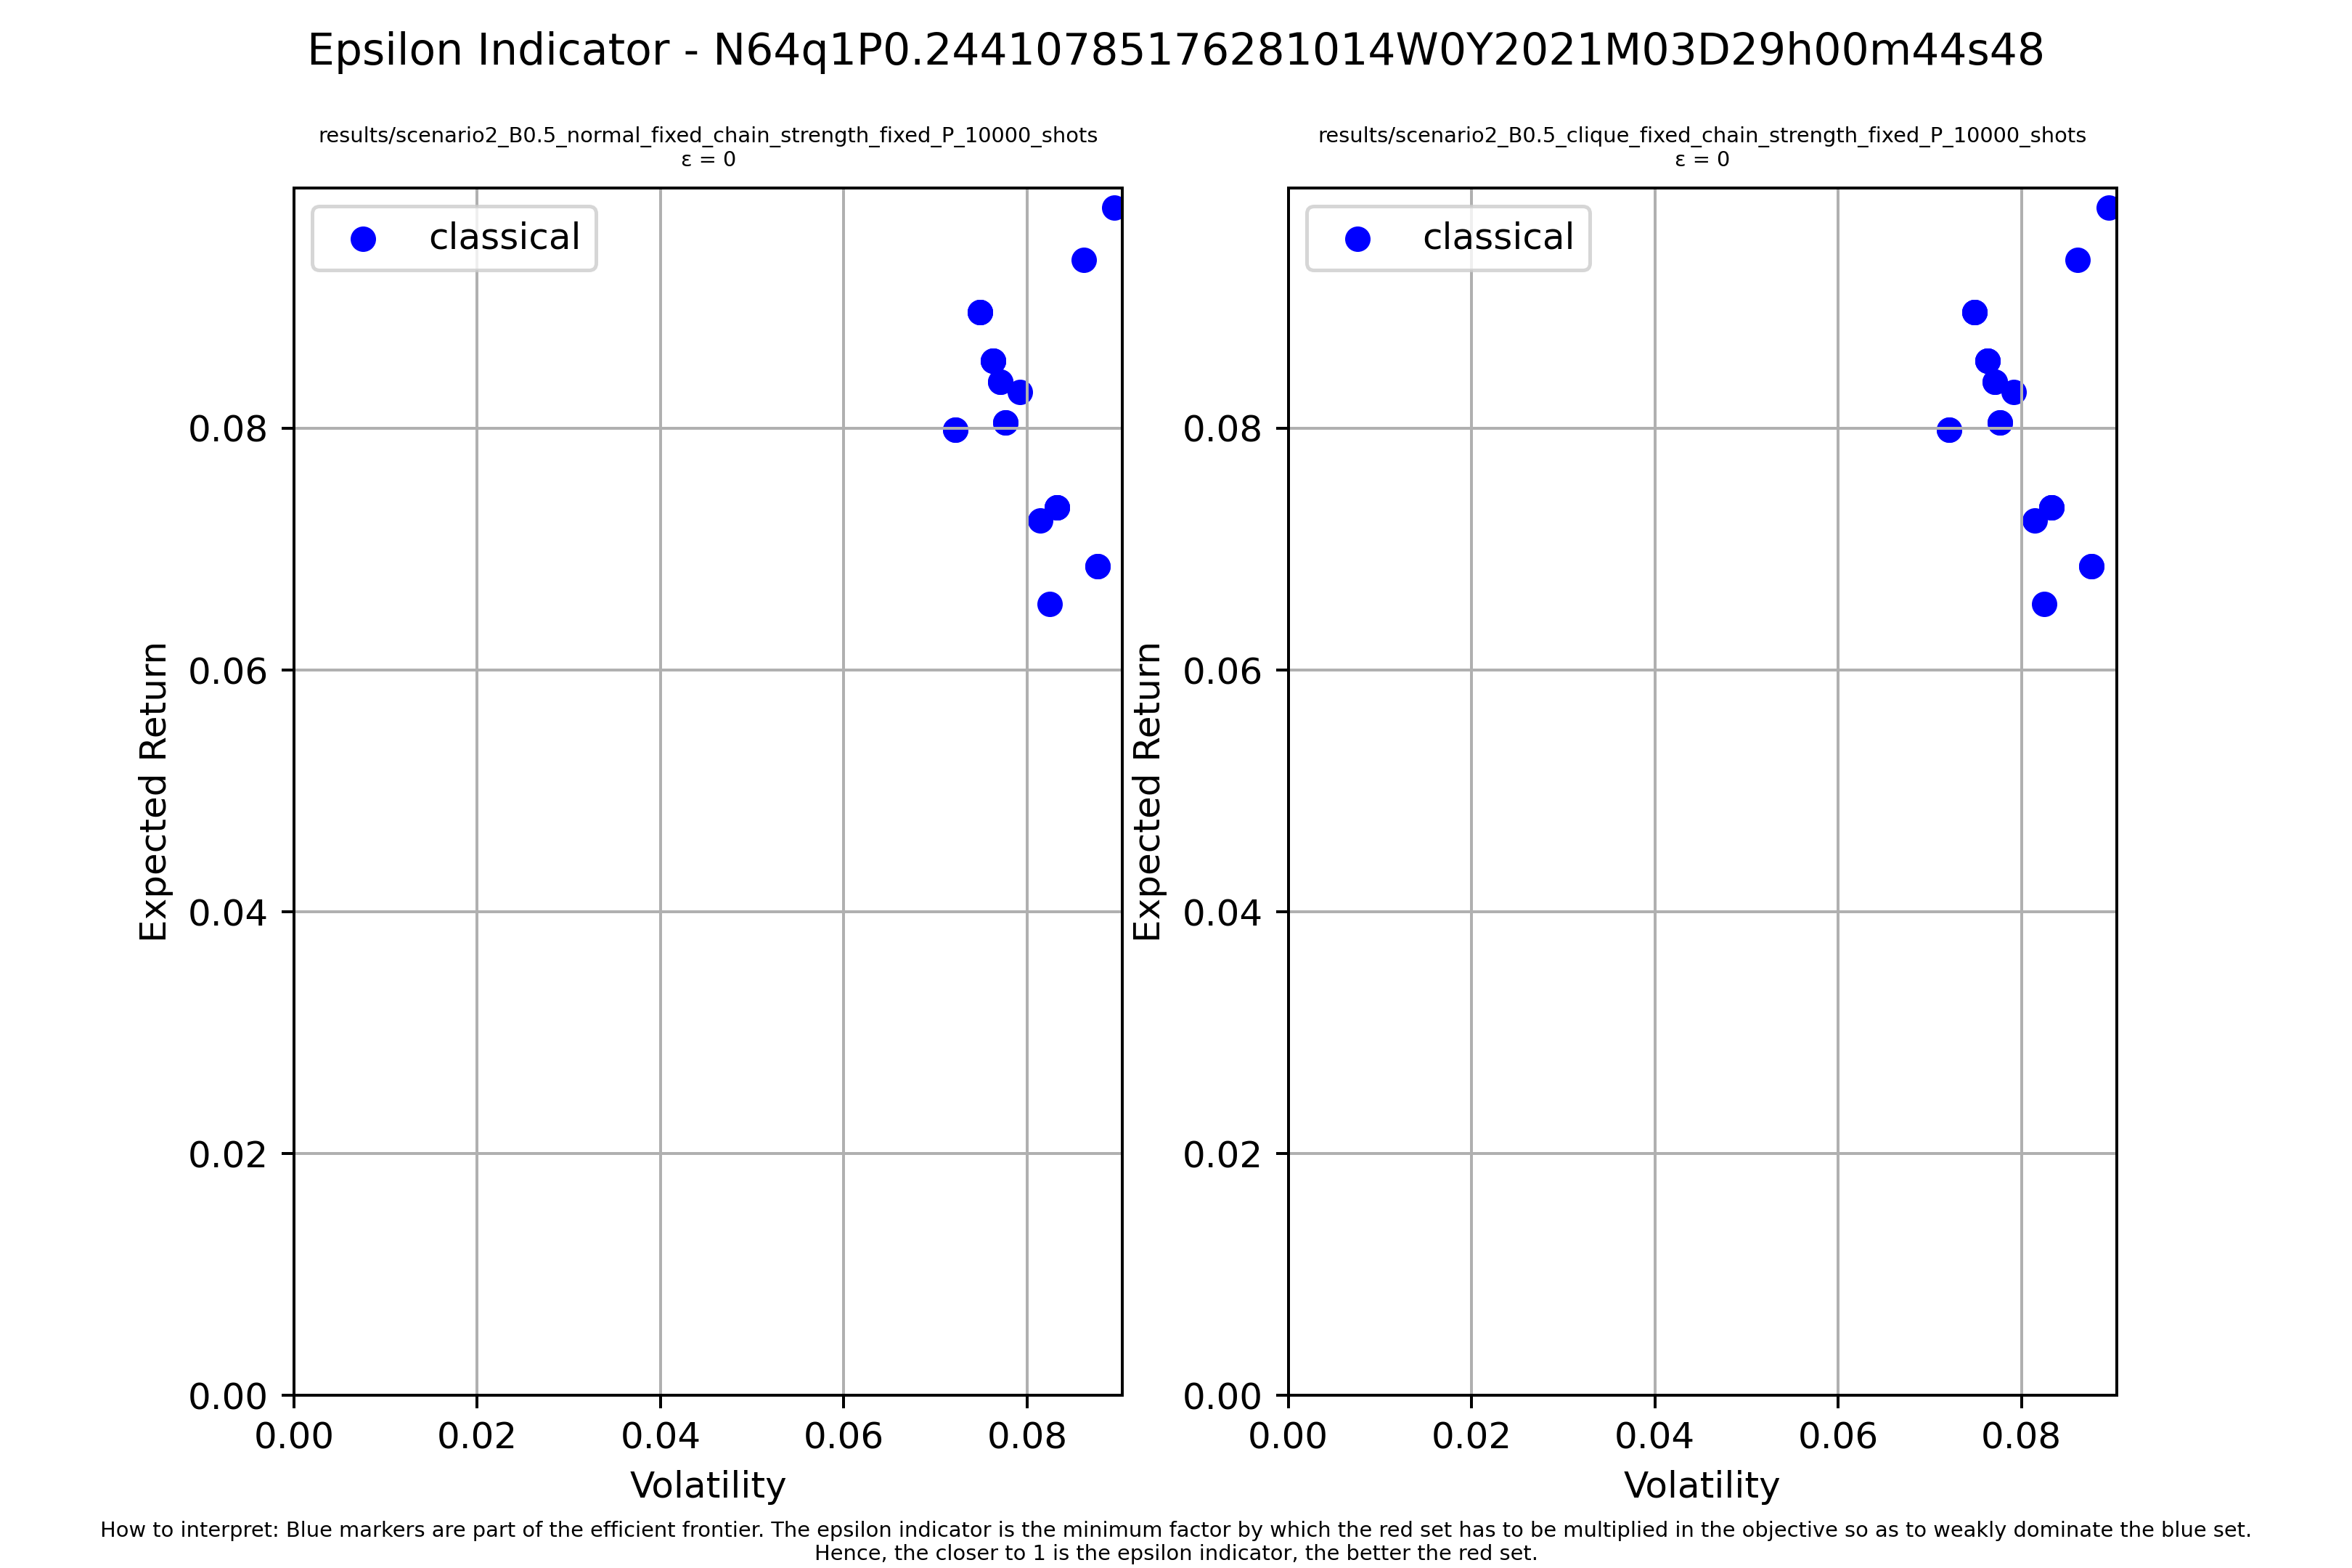 Epsilon Indicator - N64q1P0.24410785176281014W0Y2021M03D29h00m44s48
results/scenario2_B0.5_normal_fixed_chain_strength_fixed_P_10000_shots
ε = 0
classical
0.08
0.06
0.04
0.02
0.00
Expected Return
0.00 0.02 0.04 0.06 0.08
Volatility
results/scenario2_B0.5_clique_fixed_chain_strength_fixed_P_10000_shots
ε = 0
classical
0.08
0.06
0.04
0.02
0.00
Expected Return
0.00 0.02 0.04 0.06 0.08
Volatility
How to interpret: Blue markers are part of the efficient frontier. The epsilon indicator is the minimum factor by which the red set has to be multiplied in the objective so as to weakly dominate the blue set.
Hence, the closer to 1 is the epsilon indicator, the better the red set.